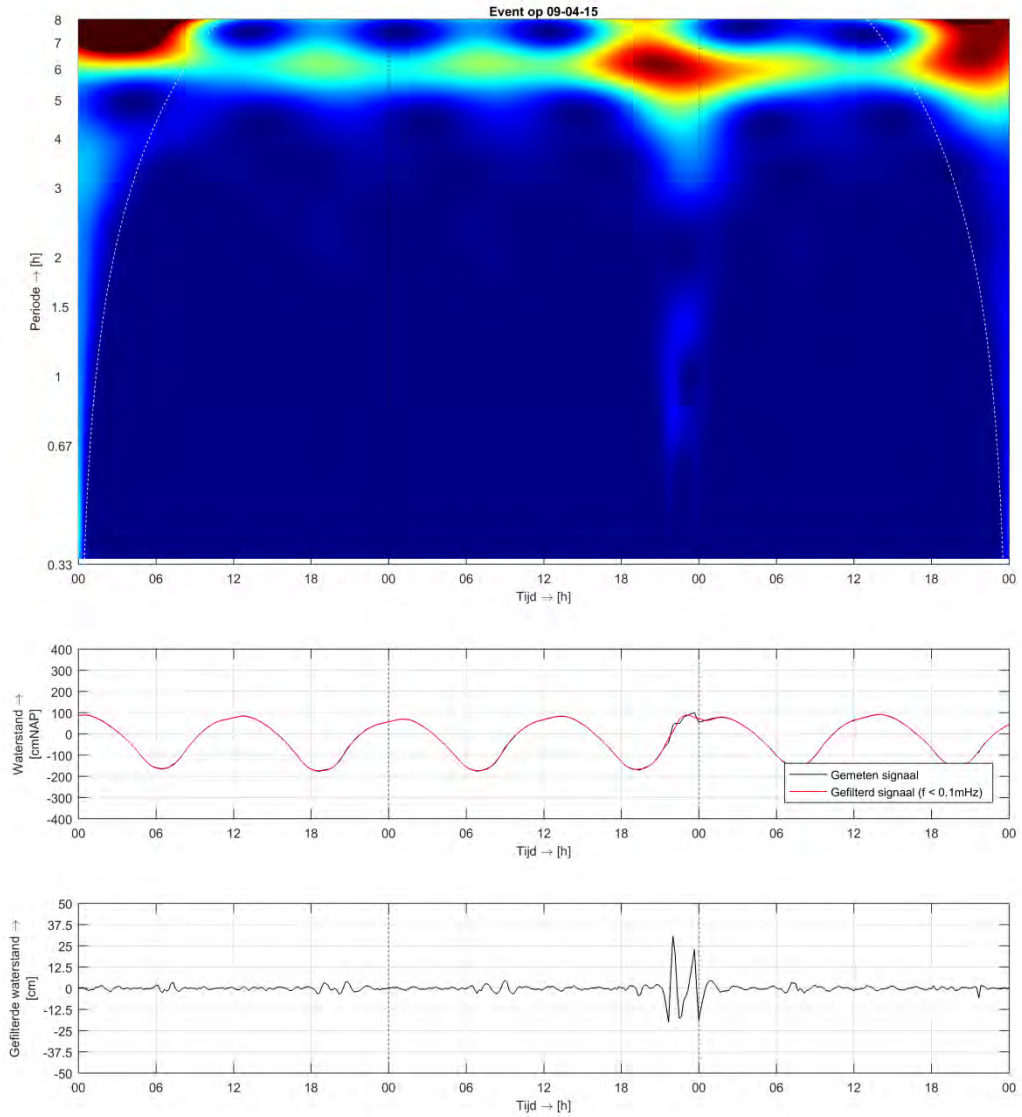 Event op 09-04-15
8
7
6
5
4
3
2
1.5
1
0.67
0.33
Periode → [h]
00 06 12 18 00 06 12 18 00 06 12 18 00
Tijd → [h]
400
300
200
100
0
-100
-200
-300
-400
Waterstand →
[cmNAP]
Gemeten signaal
Gefilterd signaal (f < 0.1mHz)
00 06 12 18 00 06 12 18 00 06 12 18 00
Tijd → [h]
50
37.5
25
12.5
0
-12.5
-25
-37.5
-50
Gefilterde waterstand →
[cm]
00 06 12 18 00 06 12 18 00 06 12 18 00
Tijd → [h]